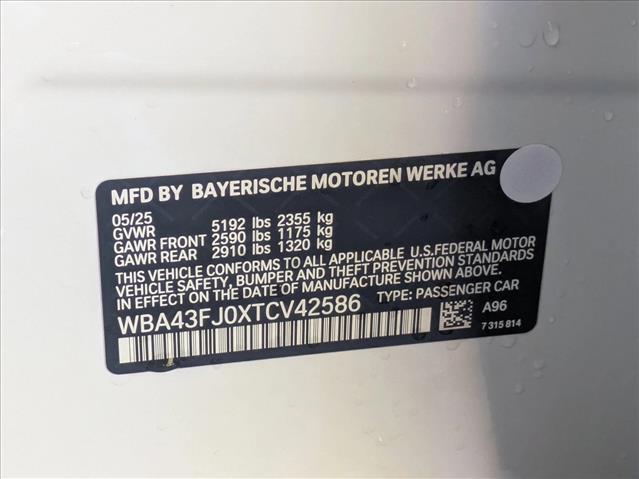 MFD BY BAYERISCHE MOTOREN WERKE AG
05/25
GVWR 5192 lbs 2355 kg
GAWR FRONT 2590 lbs 1175 kg
GAWR REAR 2910 lbs 1320 kg
THIS VEHICLE CONFORMS TO ALL APPLICABLE U.S.FEDERAL MOTOR
VEHICLE SAFETY, BUMPER, AND THEFT PREVENTION STANDARDS
IN EFFECT ON THE DATE OF MANUFACTURE SHOWN ABOVE.
WBA43FJ0XTCV42586 TYPE: PASSENGER CAR
A96
7 315 814